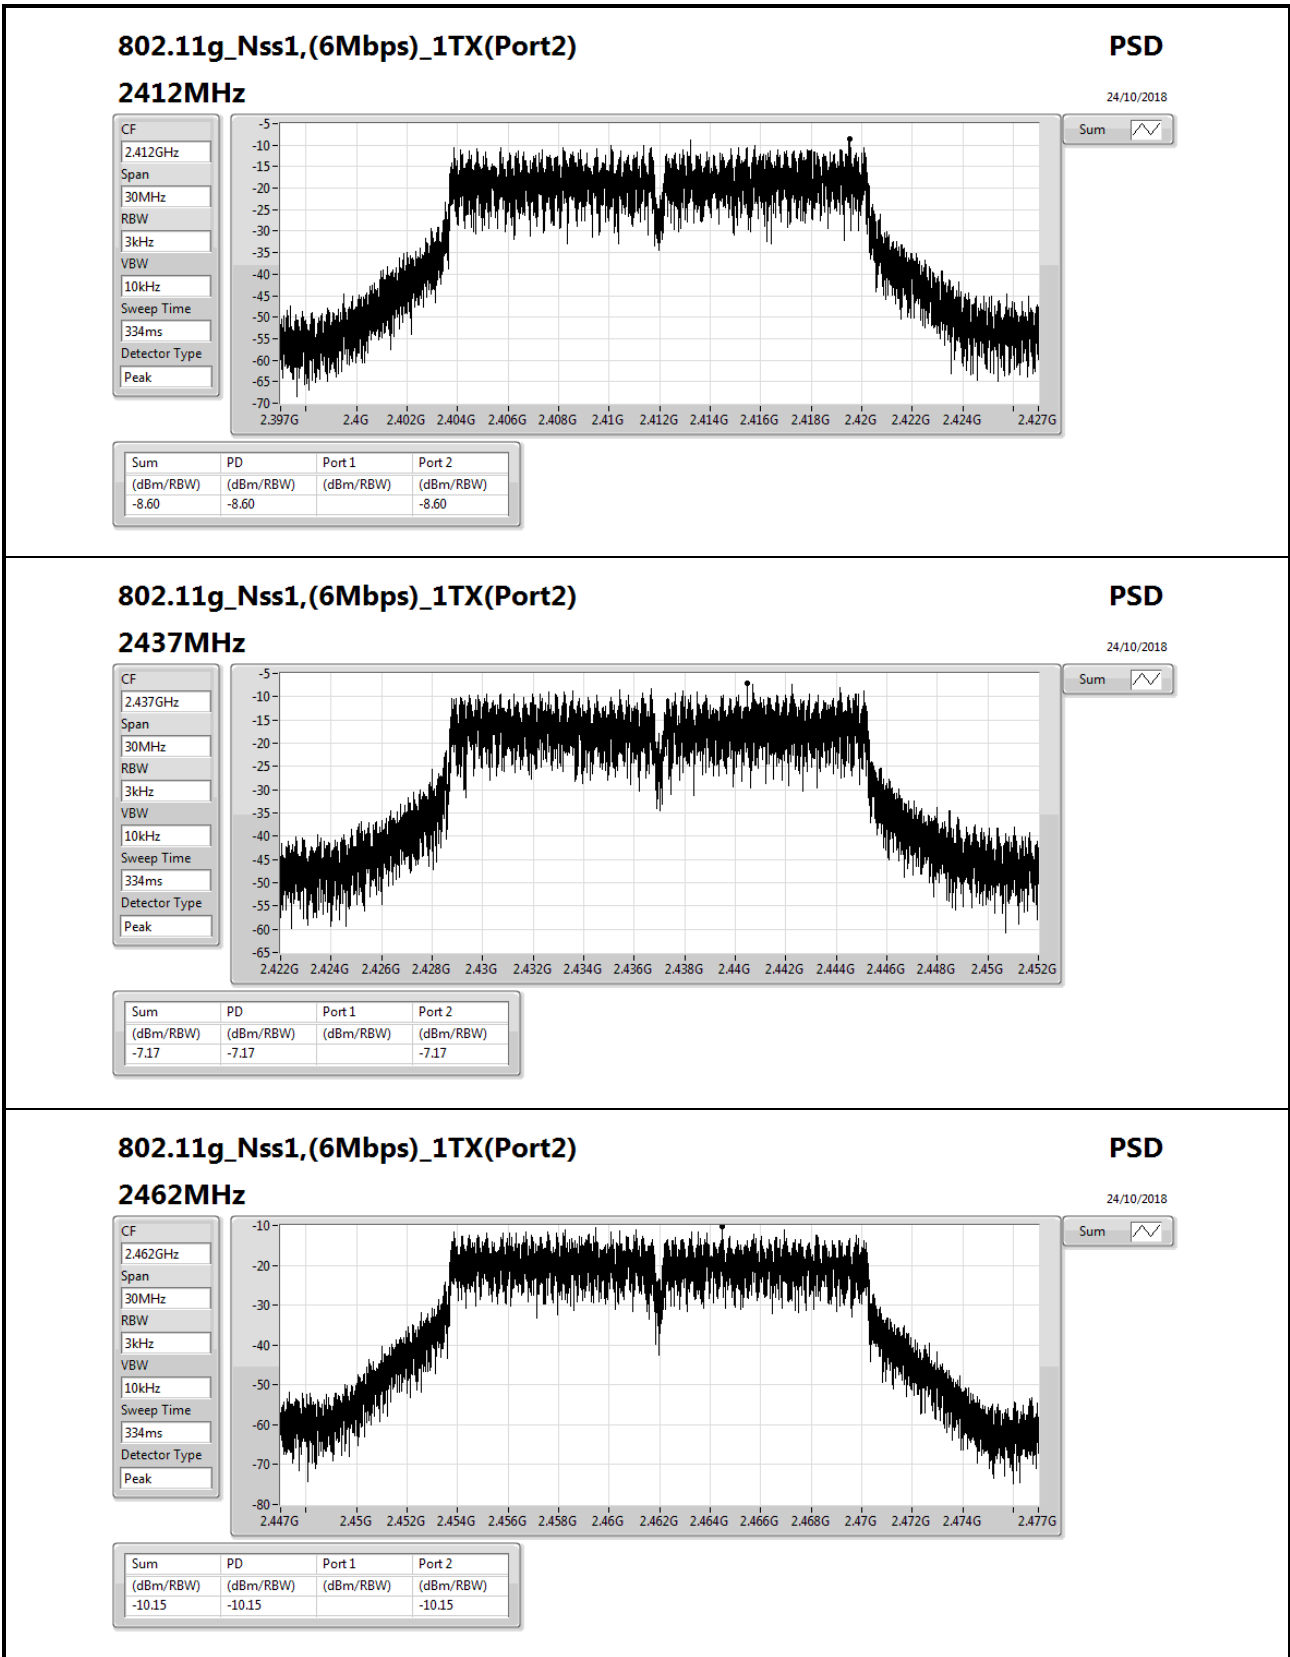 802.11g_Nss1,(6Mbps)_1TX(Port2) PSD
2412MHz 24/10/2018
CF
2.412GHz
Span
30MHz
RBW
3kHz
VBW
10kHz
Sweep Time
334ms
Detector Type
Peak
-5
-10
-15
-20
-25
-30
-35
-40
-45
-50
-55
-60
-65
-70
2.397G 2.4G 2.402G 2.404G 2.406G 2.408G 2.41G 2.412G 2.414G 2.416G 2.418G 2.42G 2.422G 2.424G 2.427G
Sum
Sum PD Port 1 Port 2
(dBm/RBW) (dBm/RBW) (dBm/RBW) (dBm/RBW)
-8.60 -8.60 -8.60
802.11g_Nss1,(6Mbps)_1TX(Port2) PSD
2437MHz 24/10/2018
CF
2.437GHz
Span
30MHz
RBW
3kHz
VBW
10kHz
Sweep Time
334ms
Detector Type
Peak
-5
-10
-15
-20
-25
-30
-35
-40
-45
-50
-55
-60
-65
2.422G 2.424G 2.426G 2.428G 2.43G 2.432G 2.434G 2.436G 2.438G 2.44G 2.442G 2.444G 2.446G 2.448G 2.45G 2.452G
Sum
Sum PD Port 1 Port 2
(dBm/RBW) (dBm/RBW) (dBm/RBW) (dBm/RBW)
-7.17 -7.17 -7.17
802.11g_Nss1,(6Mbps)_1TX(Port2) PSD
2462MHz 24/10/2018
CF
2.462GHz
Span
30MHz
RBW
3kHz
VBW
10kHz
Sweep Time
334ms
Detector Type
Peak
-10
-20
-30
-40
-50
-60
-70
-80
2.447G 2.45G 2.452G 2.454G 2.456G 2.458G 2.46G 2.462G 2.464G 2.466G 2.468G 2.47G 2.472G 2.474G 2.477G
Sum
Sum PD Port 1 Port 2
(dBm/RBW) (dBm/RBW) (dBm/RBW) (dBm/RBW)
-10.15 -10.15 -10.15